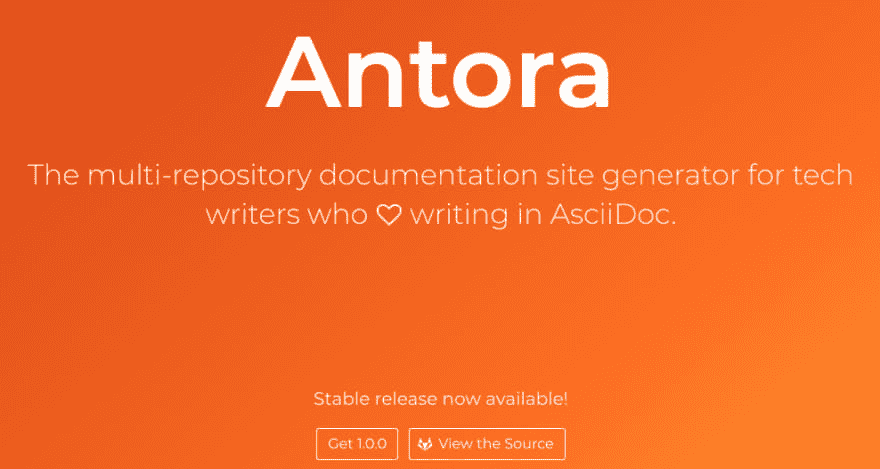 Antora
The multi-repository documentation site generator for tech
writers who ♡ writing in AsciiDoc.
Stable release now available!
Get 1.0.0 View the Source